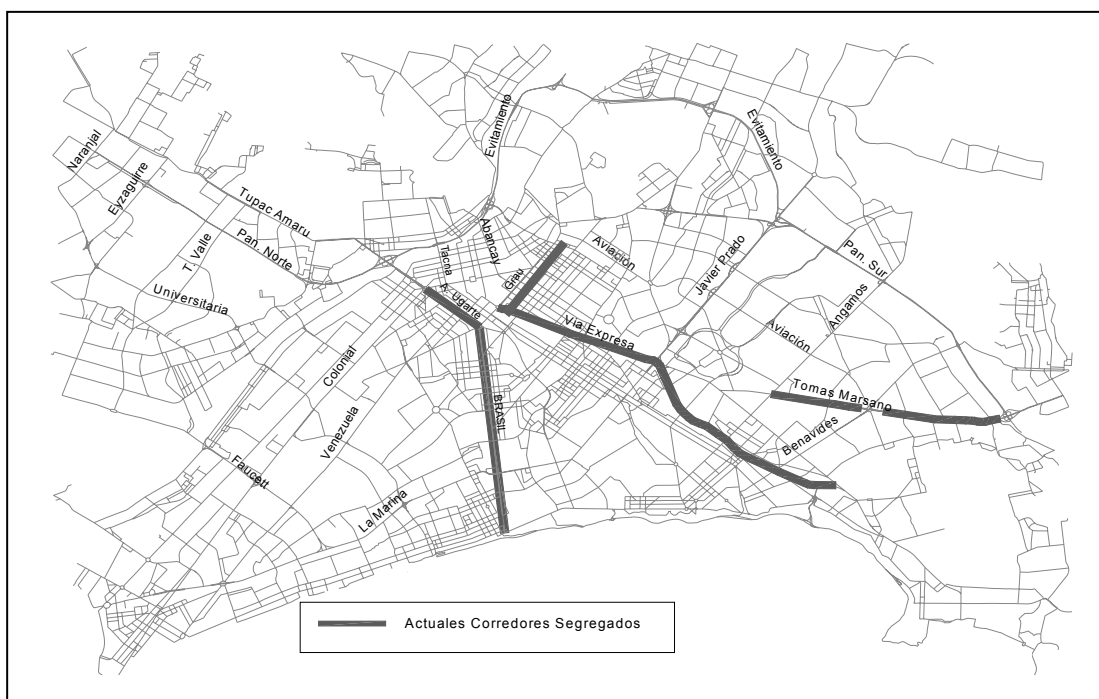 Naranjal
Eyzaguirre
Tupac Amaru
Pan. Norte
T. Valle
Universitaria
Evitamiento
Evitamiento
Abancay
Tlacna
A. Ugarte
Grau
Aviación
Javier Prado
Pan. Sur
Angamos
Aviación
Via Expresa
Colonial
Venezuela
BRASIL
Tomas Marsano
Benavides
Faucett
La Marina
Actuales Corredores Segregados